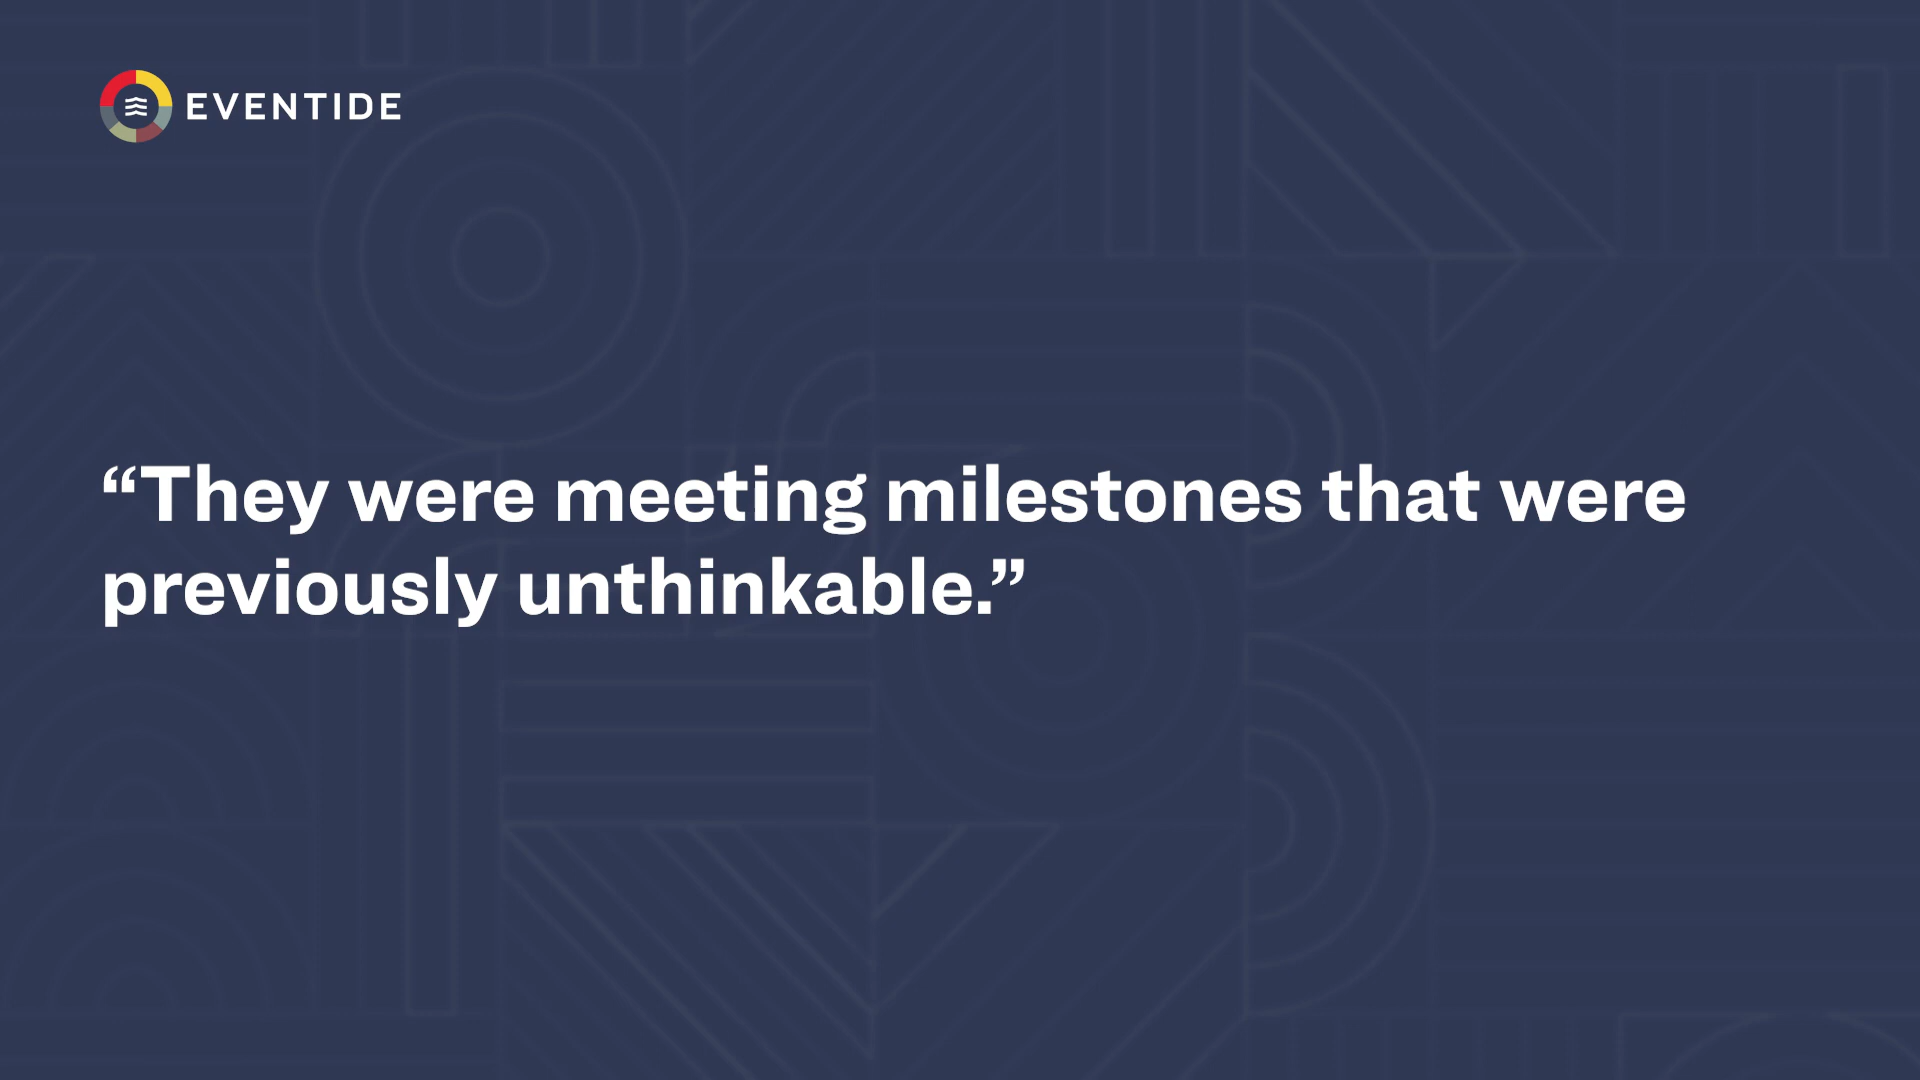 EVENTIDE
“They were meeting milestones that were
previously unthinkable.”